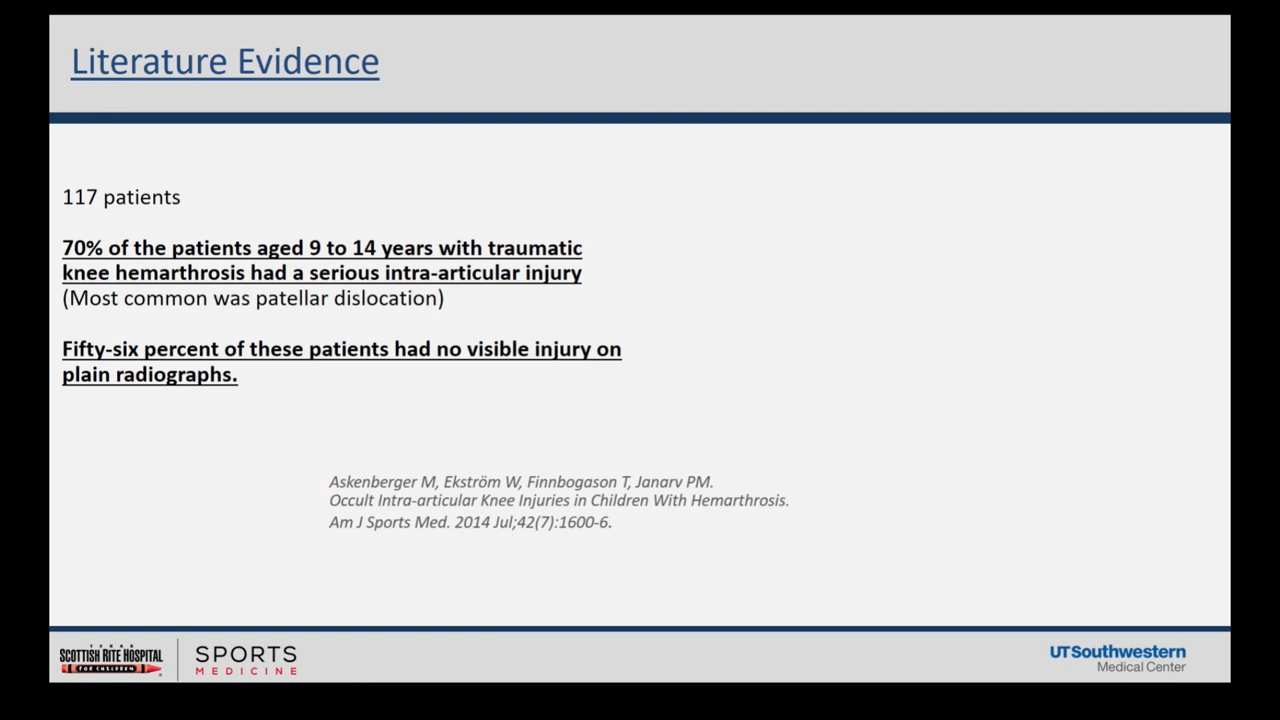 Literature Evidence
117 patients
70% of the patients aged 9 to 14 years with traumatic
knee hemarthrosis had a serious intra-articular injury
(Most common was patellar dislocation)
Fifty-six percent of these patients had no visible injury on
plain radiographs.
Askenberger M, Ekström W, Finnbogason T, Janarv PM.
Occult Intra-articular Knee Injuries in Children With Hemarthrosis.
Am J Sports Med. 2014 Jul;42(7):1600-6.
TEXAS
SCOTTISH RITE HOSPITAL
FOR CHILDREN
SPORTS
MEDICINE
UTSouthwestern
Medical Center